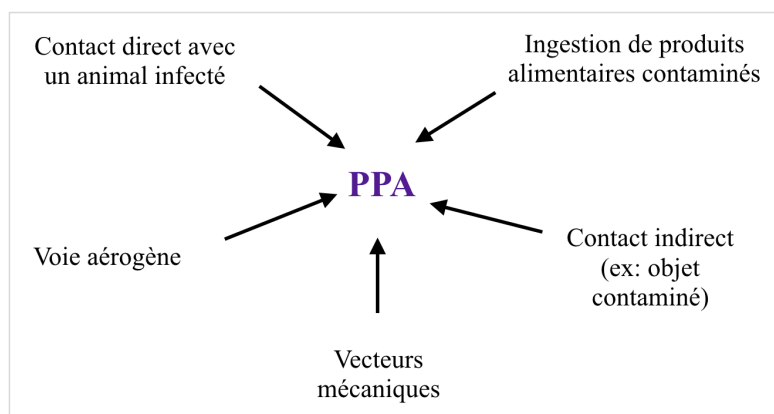 Contact direct avec
un animal infecté
Ingestion de produits
alimentaires contaminés
PPA
Voie aérogène
Contact indirect
(ex: objet
contaminé)
Vecteurs
mécaniques